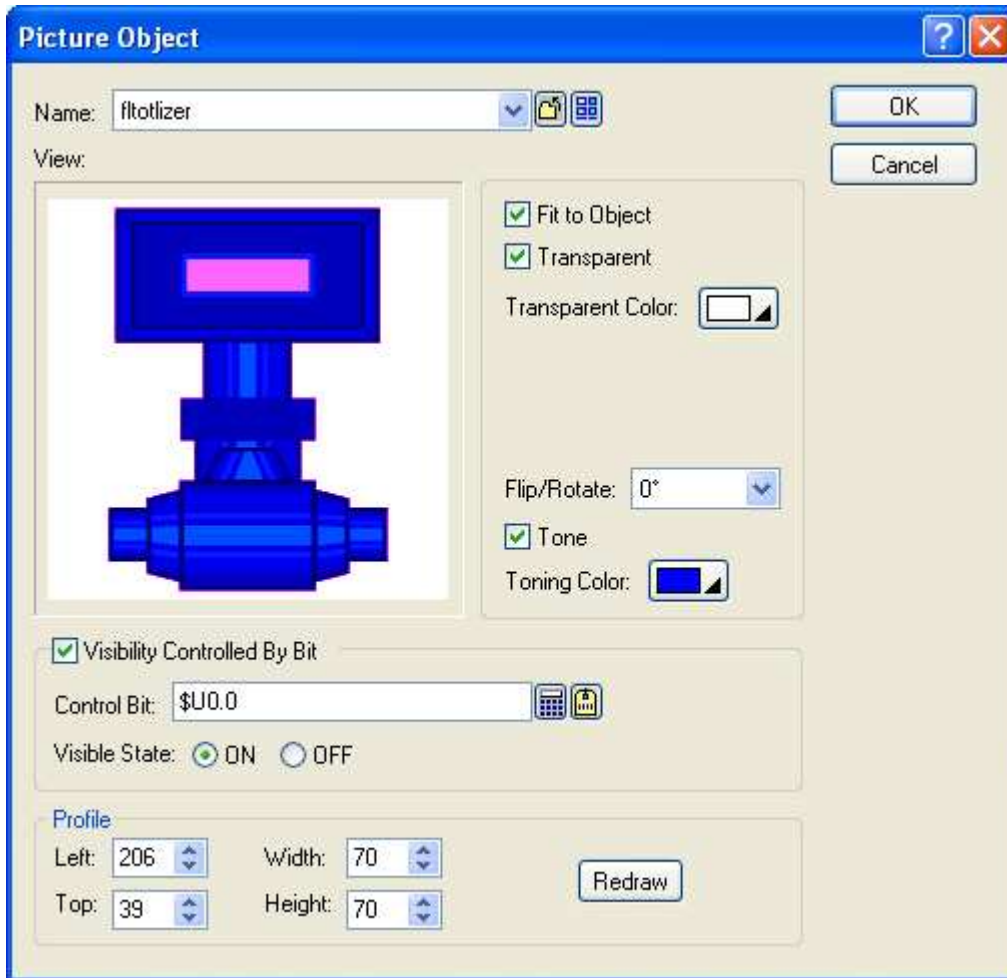 Picture Object
Name: fltotlizer
OK
View:
Cancel
Fit to Object
Transparent
Transparent Color:
Flip/Rotate: 0°
Tone
Toning Color:
Visibility Controlled By Bit
Control Bit: $U0.0
Visible State: ON OFF
Profile
Left: 206 Width: 70
Redraw
Top: 39 Height: 70